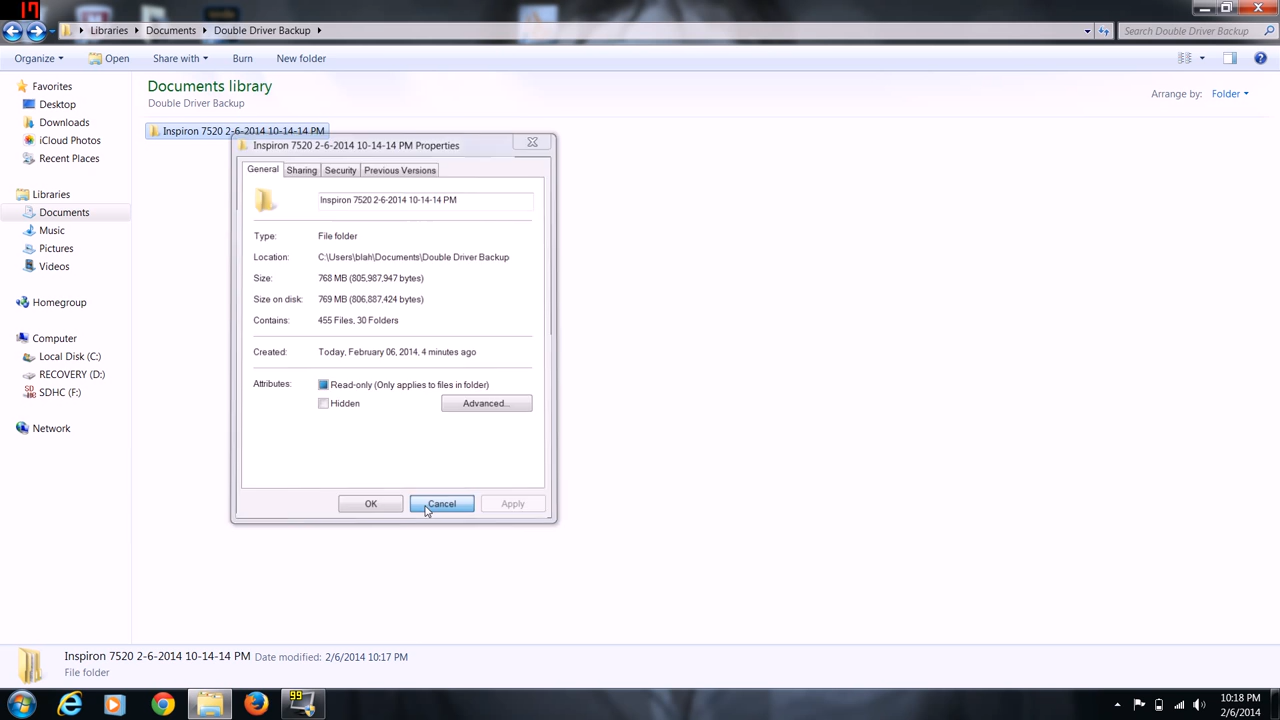 17
Libraries
Documents
Double Driver Backup
Search Double Driver Backup
Organize
Open
Share with
Burn
New folder
Favorites
Desktop
Downloads
iCloud Photos
Recent Places
Libraries
Documents
Music
Pictures
Videos
Homegroup
Computer
Local Disk (C:)
RECOVERY (D:)
SDHC (F:)
Network
Documents library
Double Driver Backup
Arrange by: Folder
Inspiron 7520 2-6-2014 10-14-14 PM
Inspiron 7520 2-6-2014 10-14-14 PM Properties
General Sharing Security Previous Versions
Inspiron 7520 2-6-2014 10-14-14 PM
Type: File folder
Location: C:\Users\blah\Documents\Double Driver Backup
Size: 768 MB (805,987,947 bytes)
Size on disk: 769 MB (806,887,424 bytes)
Contains: 455 Files, 30 Folders
Created: Today, February 06, 2014, 4 minutes ago
Attributes: Read-only (Only applies to files in folder)
Hidden Advanced...
OK Cancel Apply
Inspiron 7520 2-6-2014 10-14-14 PM Date modified: 2/6/2014 10:17 PM
File folder
99
10:18 PM
2/6/2014